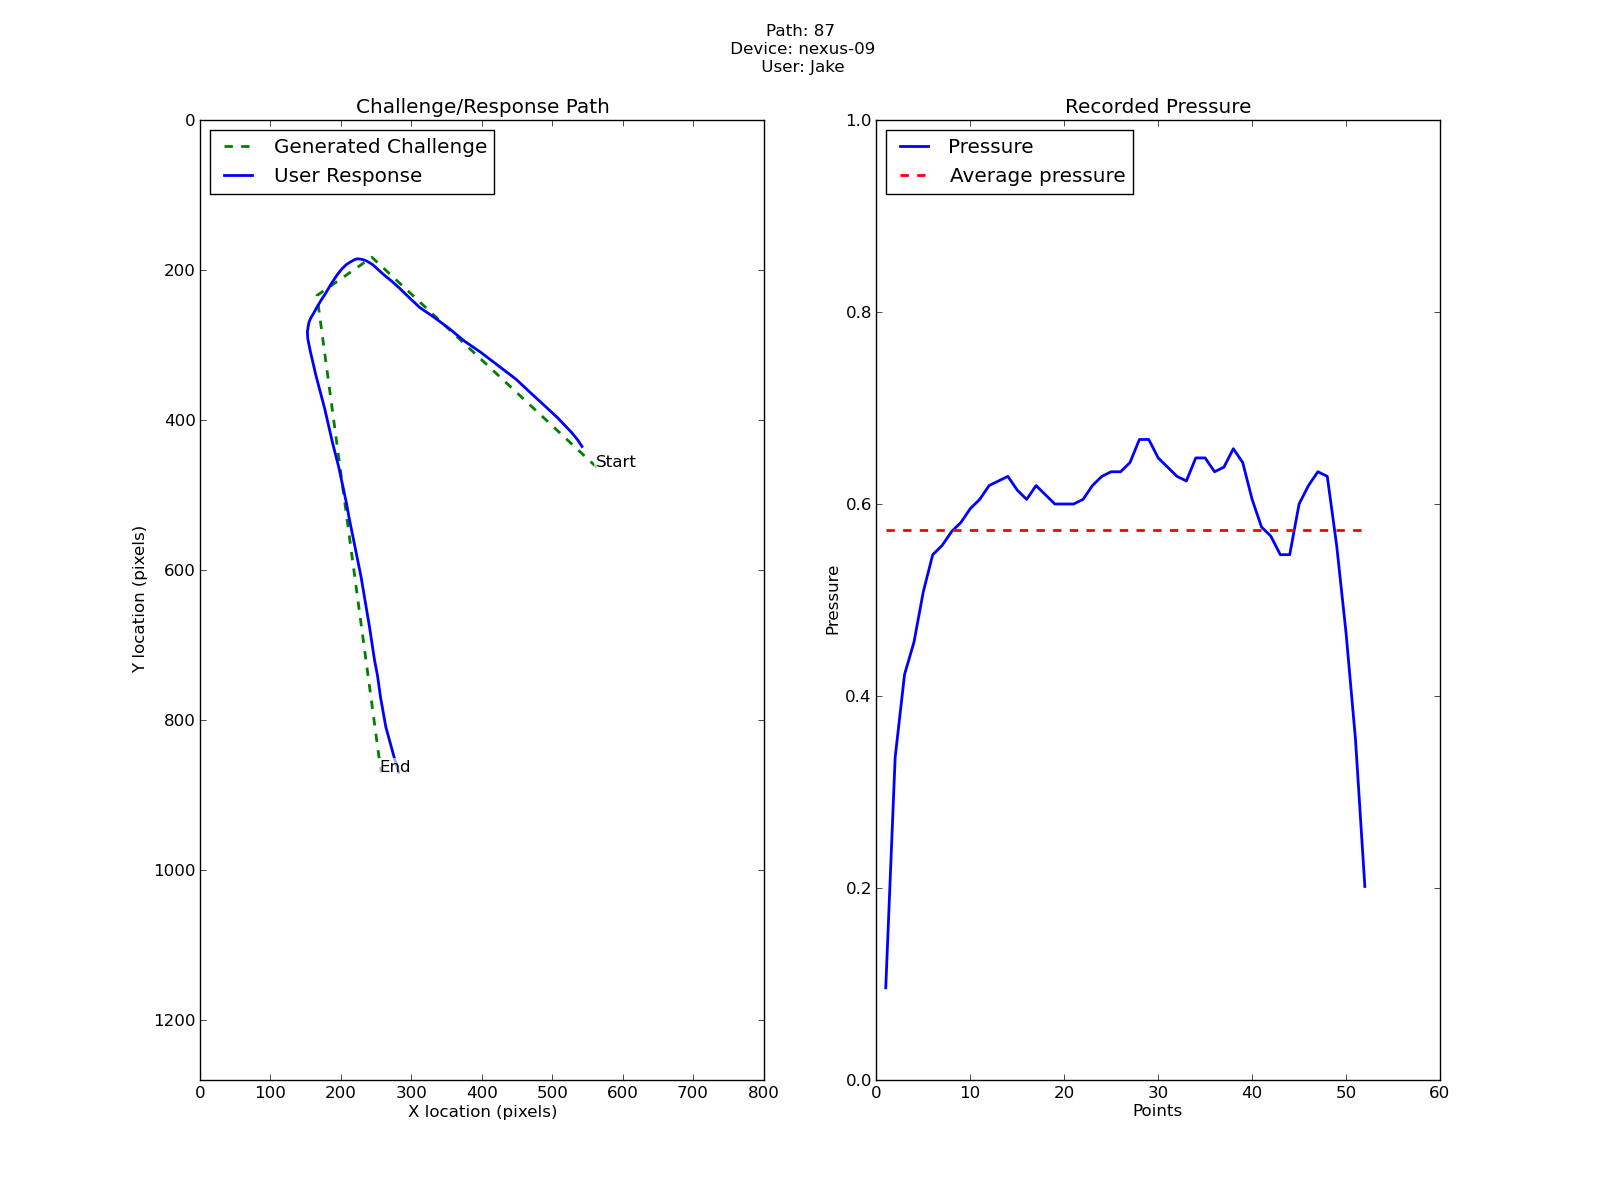 Path: 87
Device: nexus-09
User: Jake
Challenge/Response Path
Generated Challenge
User Response
0
200
400
600
800
1000
1200
Y location (pixels)
Start
End
0 100 200 300 400 500 600 700 800
X location (pixels)
Recorded Pressure
Pressure
Average pressure
1.0
0.8
0.6
0.4
0.2
0.0
Pressure
0 10 20 30 40 50 60
Points